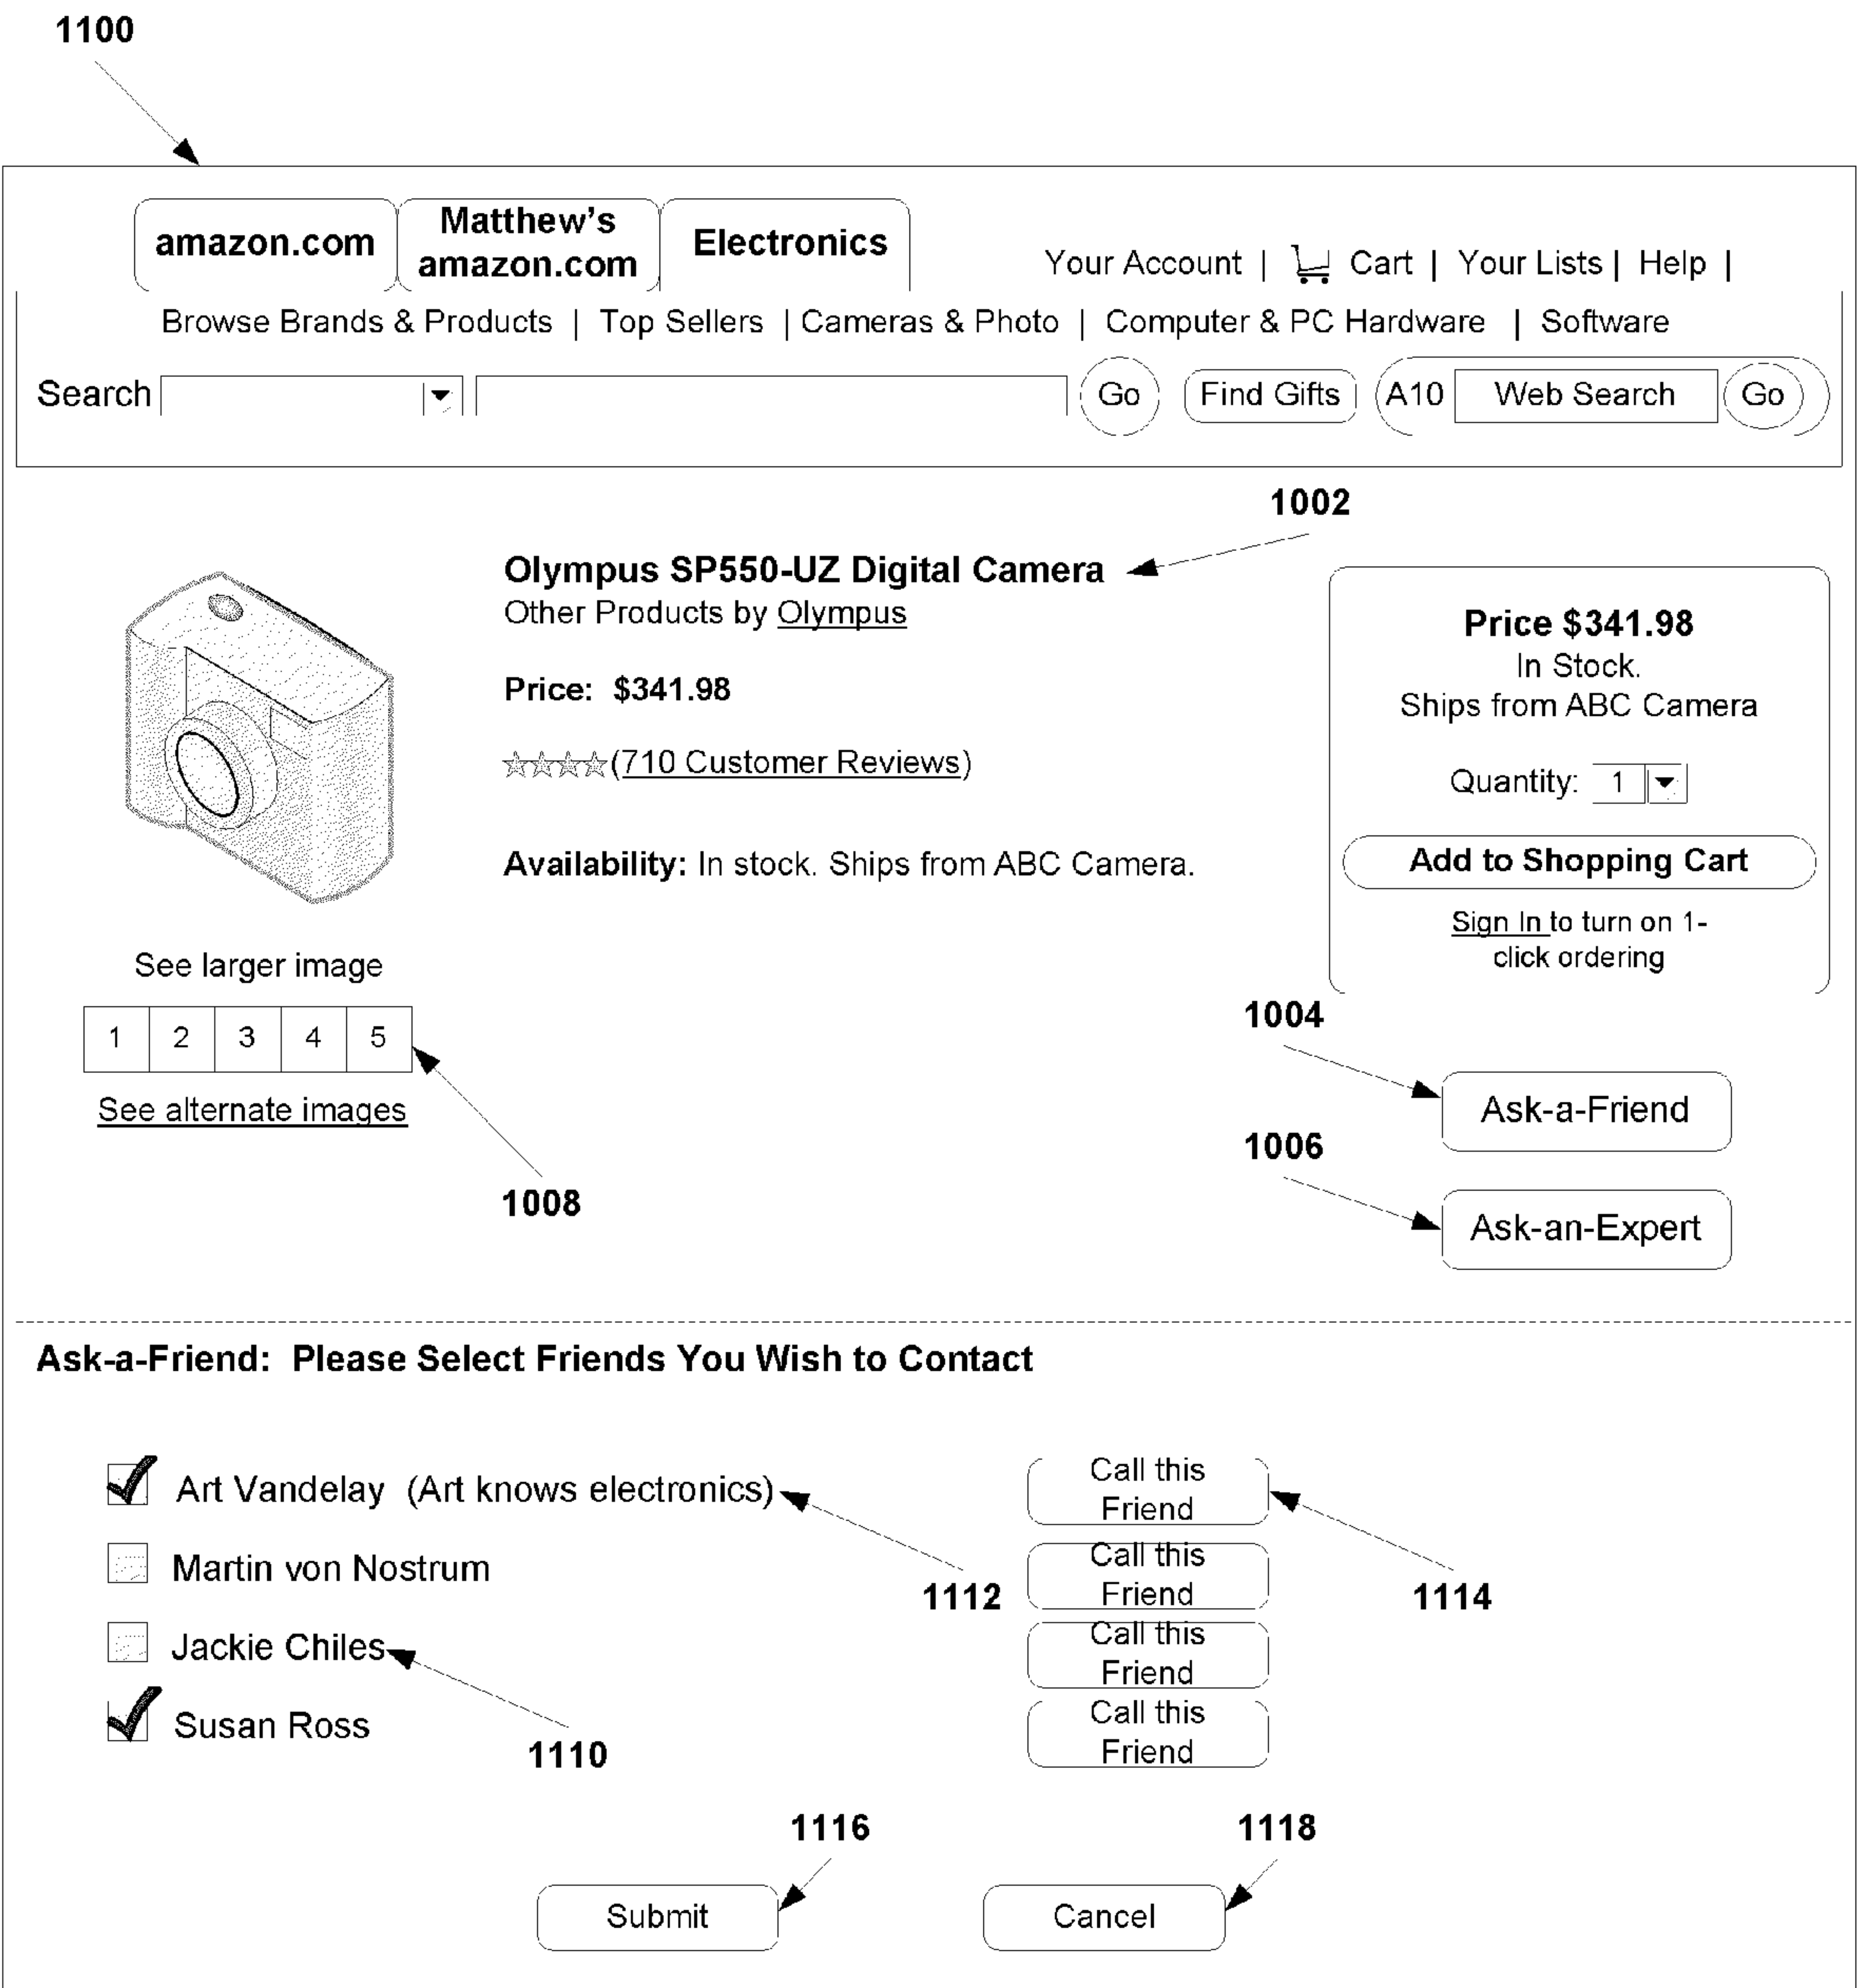 1100
amazon.com
Matthew's
amazon.com
Electronics
Your Account | Cart | Your Lists | Help |
Browse Brands & Products | Top Sellers | Cameras & Photo | Computer & PC Hardware | Software
Search
Go
Find Gifts
A10
Web Search
Go
1002
Olympus SP550-UZ Digital Camera
Other Products by Olympus
Price: $341.98
(710 Customer Reviews)
Availability: In stock. Ships from ABC Camera.
Price $341.98
In Stock.
Ships from ABC Camera
Quantity: 1
Add to Shopping Cart
Sign In to turn on 1-
click ordering
See larger image
1 2 3 4 5
See alternate images
1008
1004
Ask-a-Friend
1006
Ask-an-Expert
Ask-a-Friend: Please Select Friends You Wish to Contact
Art Vandelay (Art knows electronics)
Call this
Friend
1112
1114
Martin von Nostrum
Call this
Friend
Jackie Chiles
Call this
Friend
1110
Susan Ross
Call this
Friend
1116
Submit
1118
Cancel